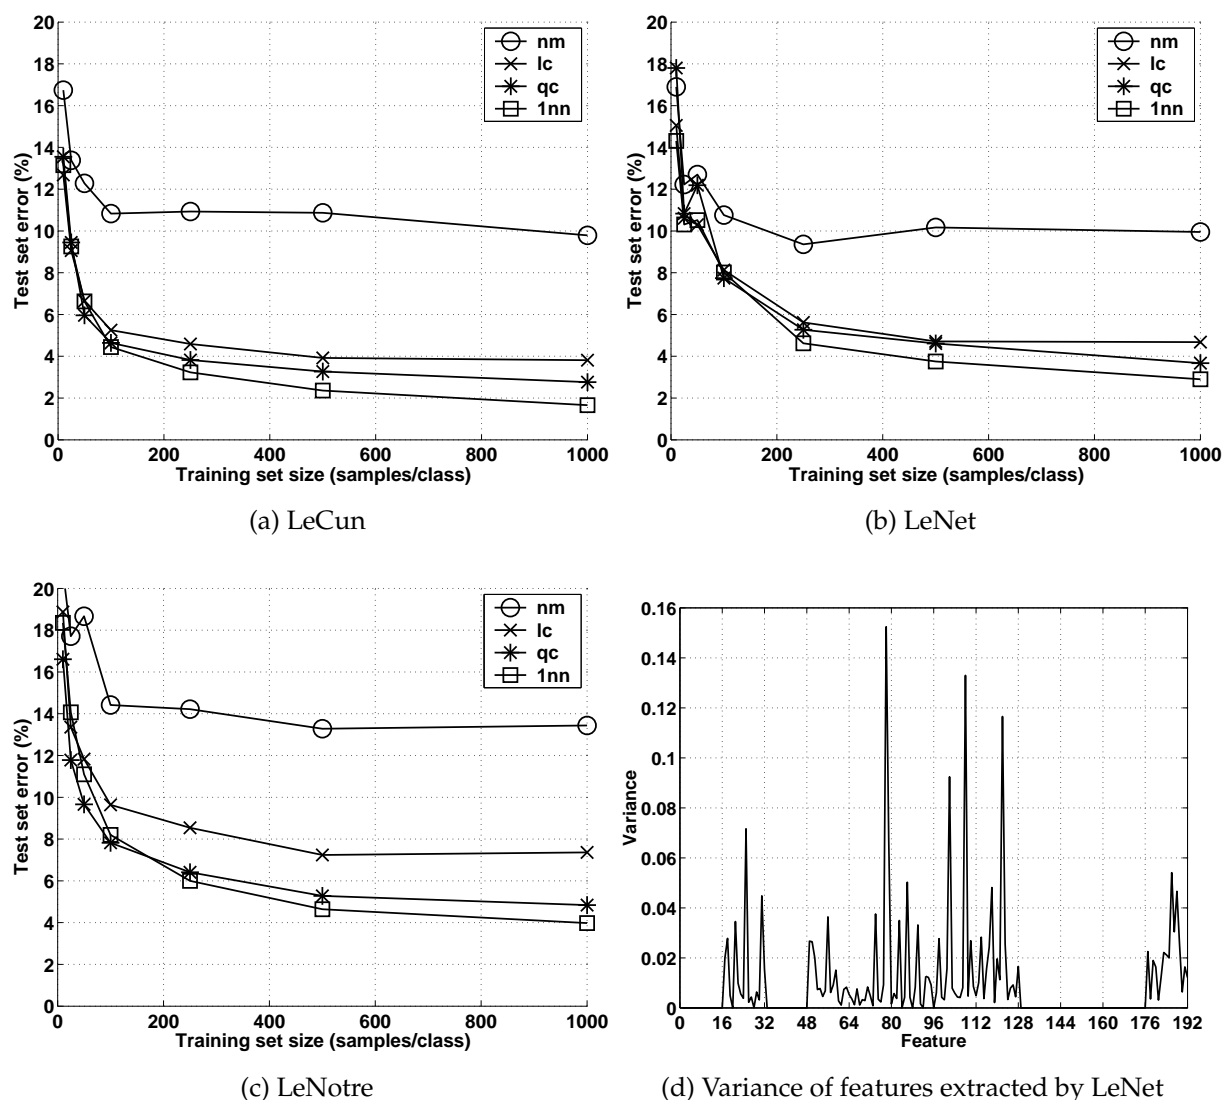 20
18
16
14
12
10
8
6
4
2
0
Test set error (%)
nm
lc
qc
1nn
0 200 400 600 800 1000
Training set size (samples/class)
(a) LeCun
20
18
16
14
12
10
8
6
4
2
0
Test set error (%)
nm
lc
qc
1nn
0 200 400 600 800 1000
Training set size (samples/class)
(b) LeNet
20
18
16
14
12
10
8
6
4
2
0
Test set error (%)
nm
lc
qc
1nn
0 200 400 600 800 1000
Training set size (samples/class)
(c) LeNotre
0.16
0.14
0.12
0.1
0.08
0.06
0.04
0.02
0
Variance
0 16 32 48 64 80 96 112 128 144 160 176 192
Feature
(d) Variance of features extracted by LeNet